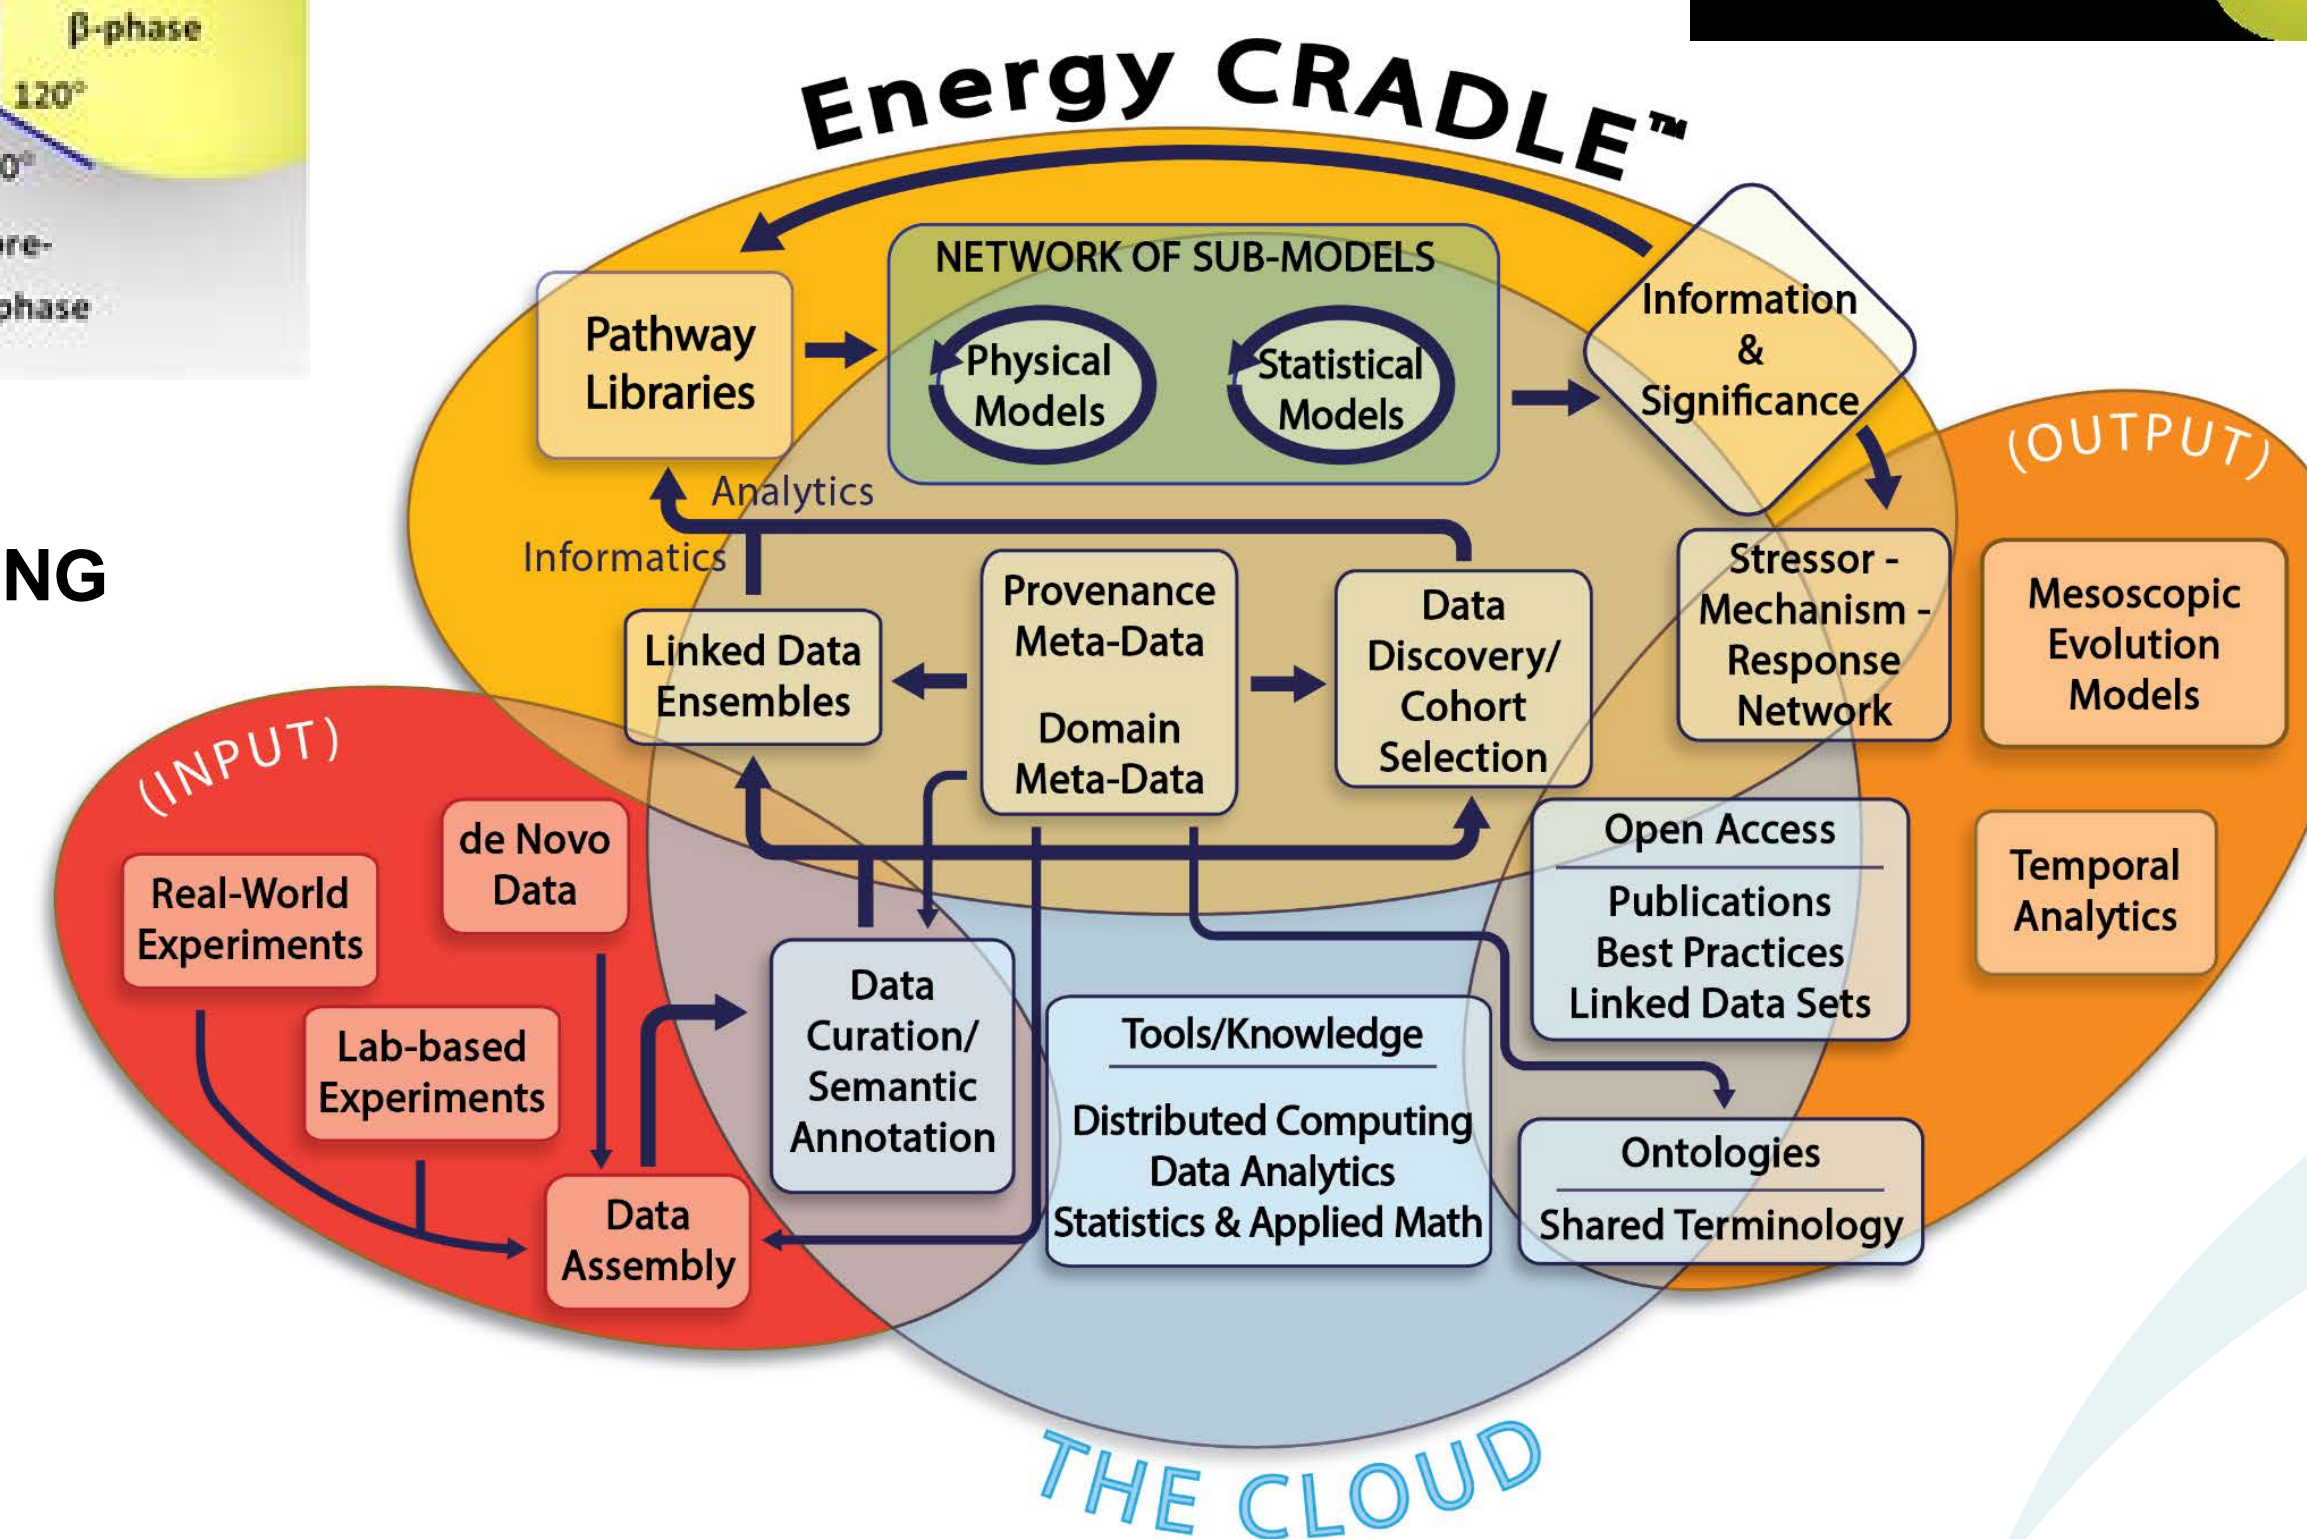 β-phase
120°
0°
re-
phase
NG
Energy CRADLE™
NETWORK OF SUB-MODELS
Pathway
Libraries
Physical
Models
Statistical
Models
Information
&
Significance
(OUTPUT)
Analytics
Informatics
Linked Data
Ensembles
Provenance
Meta-Data
Domain
Meta-Data
Data
Discovery/
Cohort
Selection
Stressor -
Mechanism -
Response
Network
Mesoscopic
Evolution
Models
(INPUT)
de Novo
Data
Real-World
Experiments
Lab-based
Experiments
Data
Assembly
Data
Curation/
Semantic
Annotation
Tools/Knowledge
Distributed Computing
Data Analytics
Statistics & Applied Math
Open Access
Publications
Best Practices
Linked Data Sets
Temporal
Analytics
Ontologies
Shared Terminology
THE CLOUD